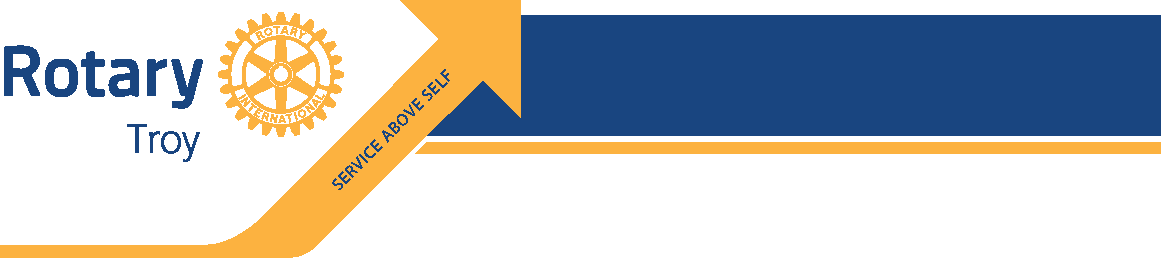 Rotary
Troy
ROTARY
INTERNATIONAL
SERVICE ABOVE SELF